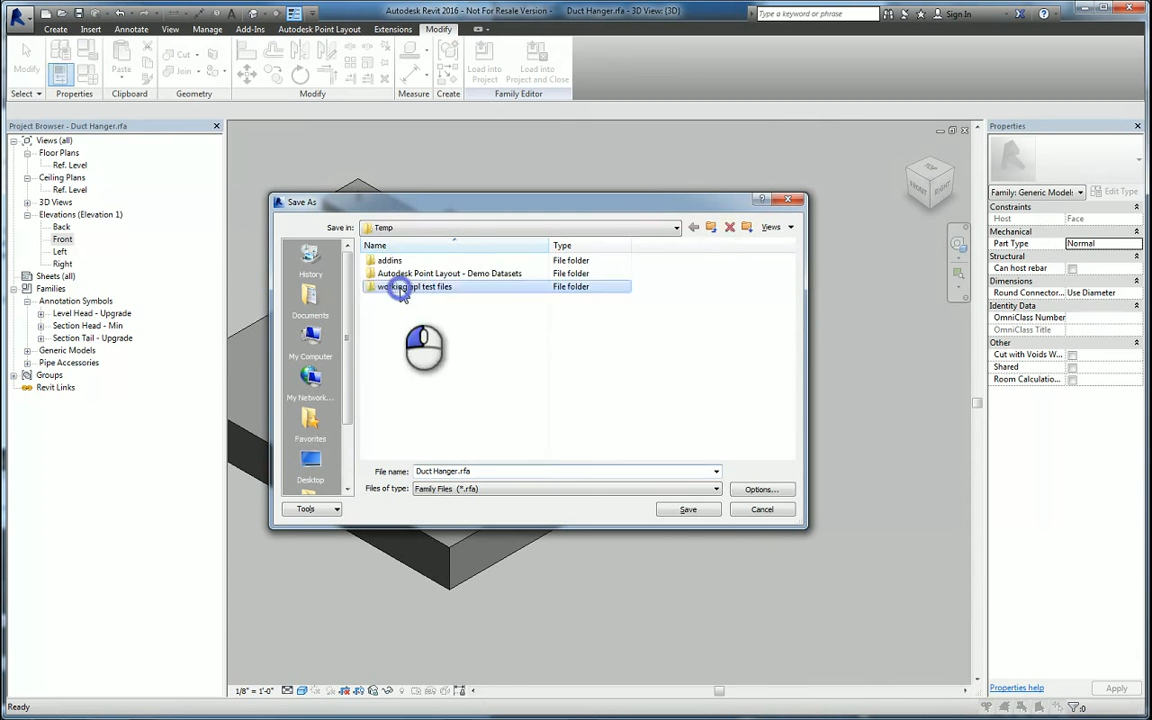 Autodesk Revit 2016 - Not For Resale Version -    Duct Hanger.rfa - 3D View: {3D}
Type a keyword or phrase
Sign In
Create
Insert
Annotate
View
Manage
Add-Ins
Autodesk Point Layout
Extensions
Modify
Modify
Paste
Cut
Join
Load into
Project
Load into
Project and Close
Select
Properties
Clipboard
Geometry
Modify
Measure
Create
Family Editor
Project Browser - Duct Hanger.rfa
Views (all)
Floor Plans
Ref. Level
Ceiling Plans
Ref. Level
3D Views
Elevations (Elevation 1)
Back
Front
Left
Right
Sheets (all)
Families
Annotation Symbols
Level Head - Upgrade
Section Head - Min
Section Tail - Upgrade
Generic Models
Pipe Accessories
Groups
Revit Links
Save As
Save in:
Temp
Views
Name
Type
addins
File folder
Autodesk Point Layout - Demo Datasets
File folder
working apl test files
File folder
History
Documents
My Computer
My Network...
Favorites
Desktop
File name:
Duct Hanger.rfa
Files of type:
Family Files (*.rfa)
Options...
Tools
Save
Cancel
TOP
FRONT
RIGHT
Properties
Family: Generic Models
Edit Type
Constraints
Host
Face
Mechanical
Part Type
Normal
Structural
Can host rebar
Dimensions
Round Connector...
Use Diameter
Identity Data
OmniClass Number
OmniClass Title
Other
Cut with Voids W...
Shared
Room Calculatio...
Properties help
Apply
1/8" = 1'-0"
Ready
:0